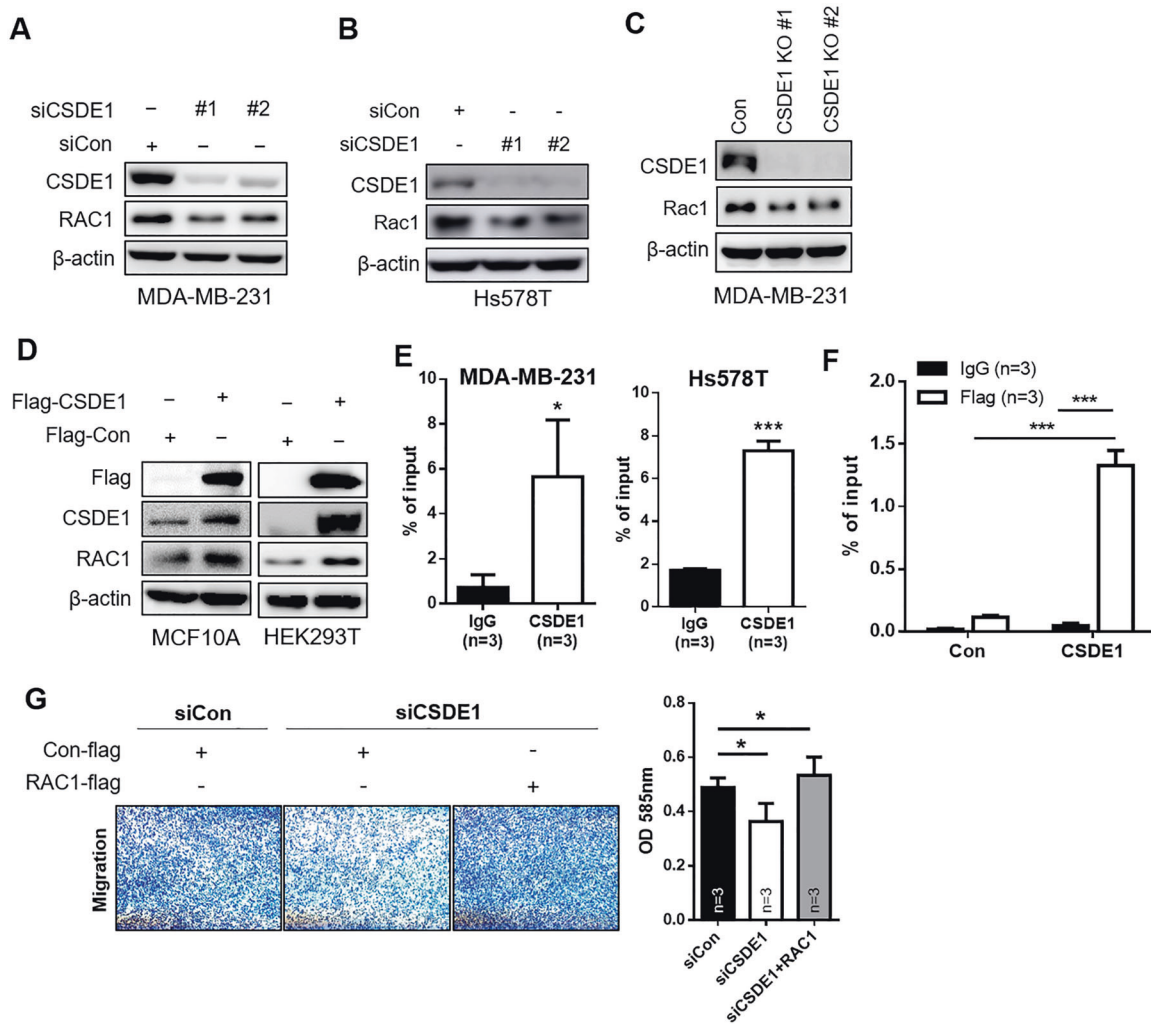 A
siCSDE1 – #1 #2
siCon + – –
CSDE1
RAC1
β-actin
MDA-MB-231
B
siCon + - -
siCSDE1 - #1 #2
CSDE1
Rac1
β-actin
Hs578T
C
Con CSDE1 KO #1 CSDE1 KO #2
CSDE1
Rac1
β-actin
MDA-MB-231
D
Flag-CSDE1 – + – +
Flag-Con + – + –
Flag
CSDE1
RAC1
β-actin
MCF10A HEK293T
E
MDA-MB-231
% of input
10
8
6
4
2
0
*
IgG CSDE1
(n=3) (n=3)
Hs578T
% of input
10
8
6
4
2
0
***
IgG CSDE1
(n=3) (n=3)
F
IgG (n=3)
Flag (n=3)
% of input
2.0
1.5
1.0
0.5
0.0
***
***
Con CSDE1
G
siCon siCSDE1
Con-flag + + -
RAC1-flag - - +
Migration
OD 585nm
0.8
0.6
0.4
0.2
0.0
*
*
n=3 n=3 n=3
siCon siCSDE1 siCSDE1+RAC1